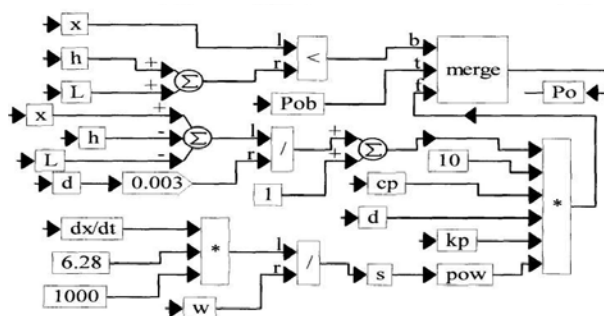 x
l
<
b
merge
h
+
Σ
r
t
L
+
Pob
f
Po
x
+
h
-
Σ
l
/
+
Σ
L
-
r
+
10
*
d
0.003
1
cp
d
dx/dt
kp
6.28
*
l
/
s
pow
1000
r
w